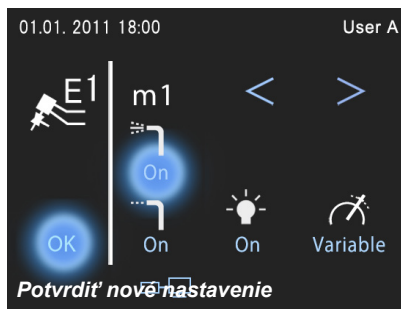 01.01. 2011 18:00 User A
E1
m1
< >
On
OK
On
On
Variable
Potvrdiť nové nastavenie